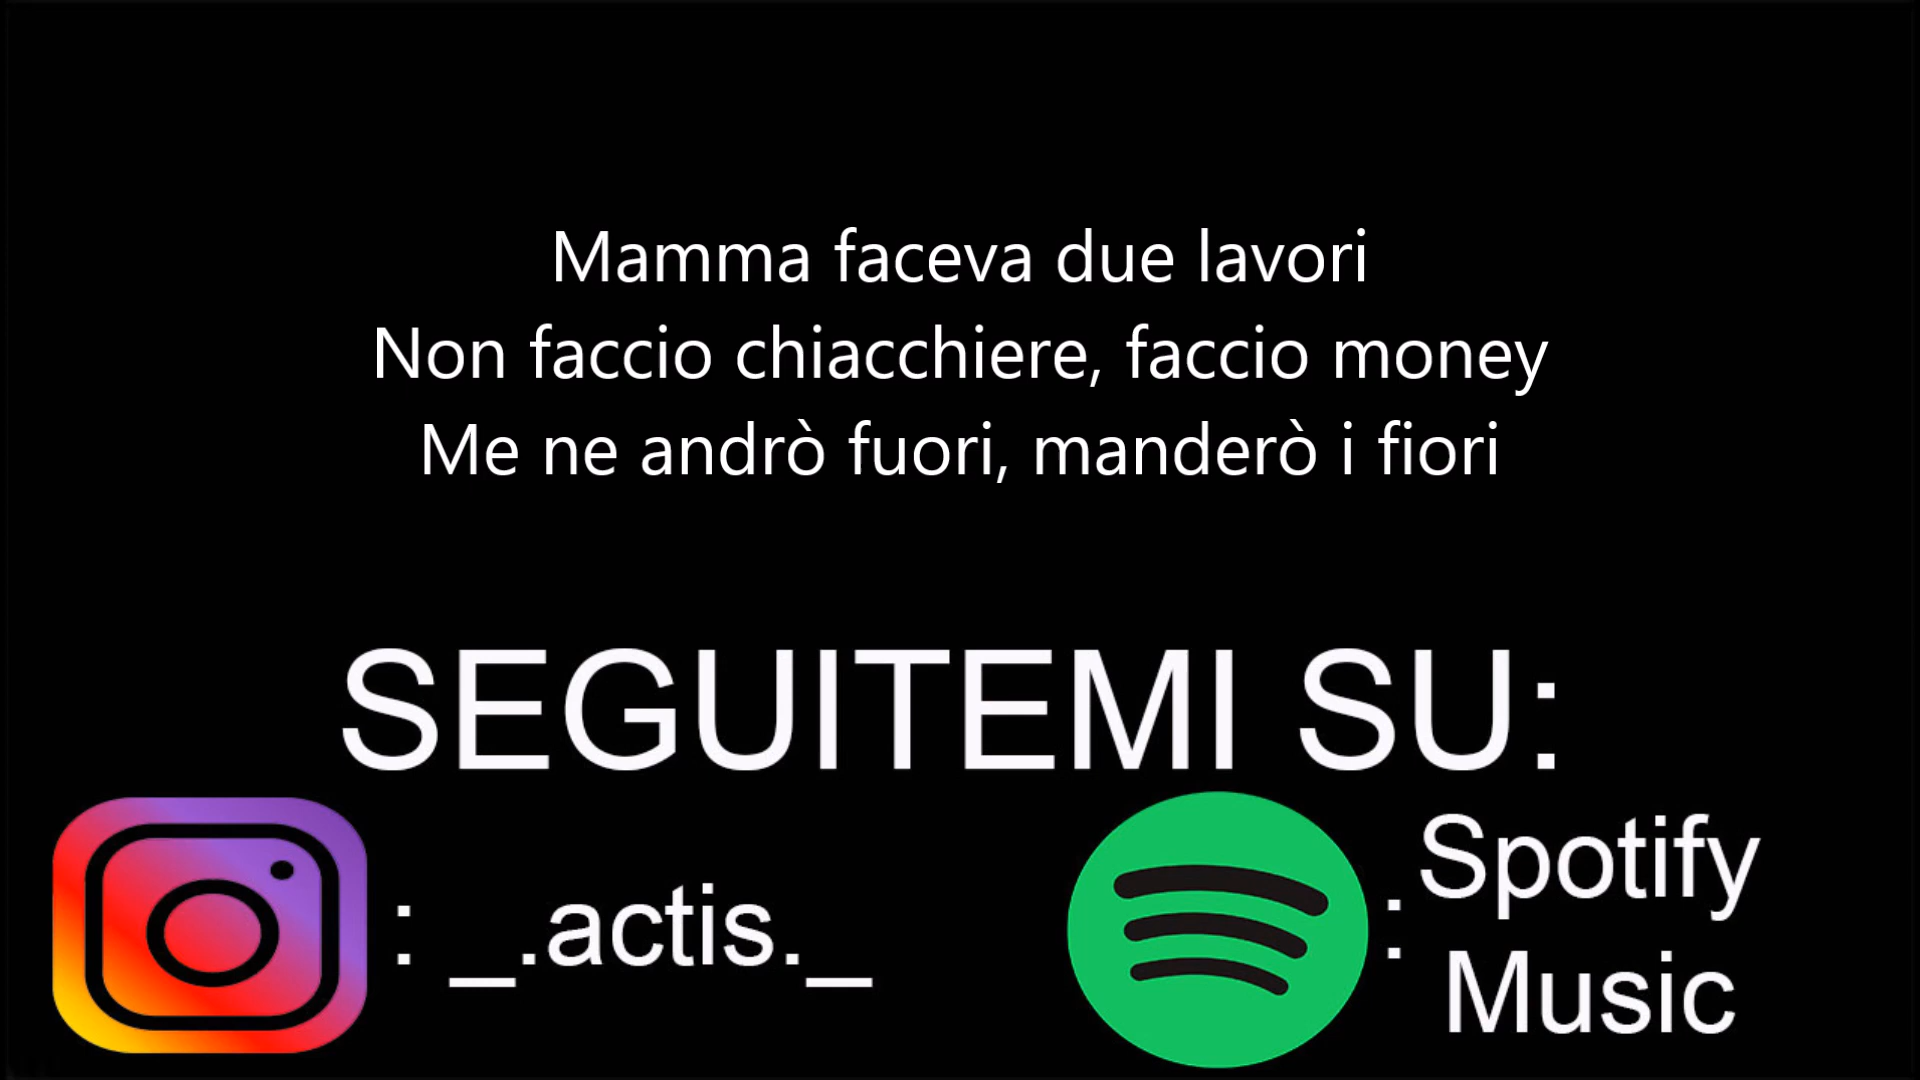 Mamma faceva due lavori
Non faccio chiacchiere, faccio money
Me ne andrò fuori, manderò i fiori
SEGUITEMI SU:
: _.actis._
: Spotify
Music